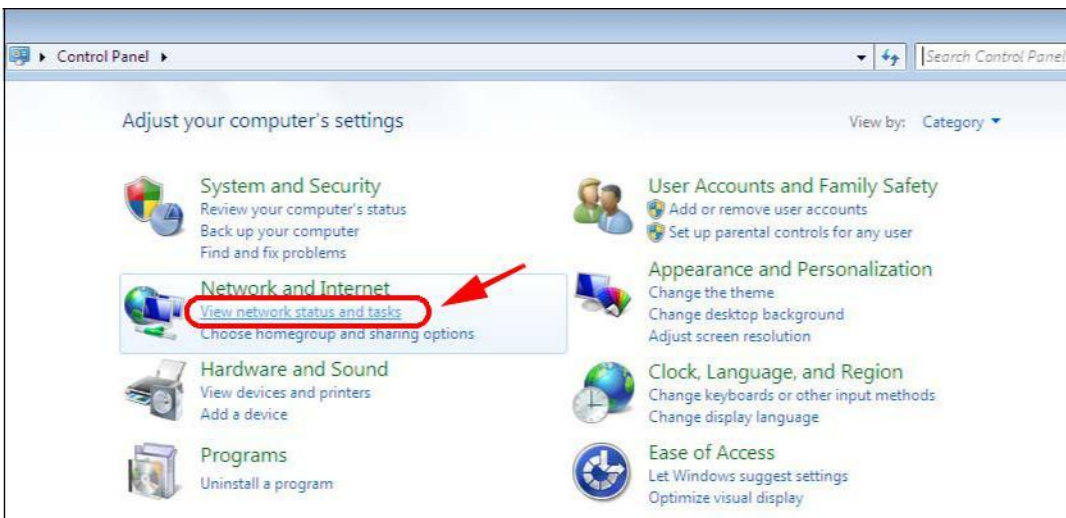 Control Panel
Search Control Panel
Adjust your computer's settings
View by: Category
System and Security
Review your computer's status
Back up your computer
Find and fix problems
Network and Internet
View network status and tasks
Choose homegroup and sharing options
Hardware and Sound
View devices and printers
Add a device
Programs
Uninstall a program
User Accounts and Family Safety
Add or remove user accounts
Set up parental controls for any user
Appearance and Personalization
Change the theme
Change desktop background
Adjust screen resolution
Clock, Language, and Region
Change keyboards or other input methods
Change display language
Ease of Access
Let Windows suggest settings
Optimize visual display